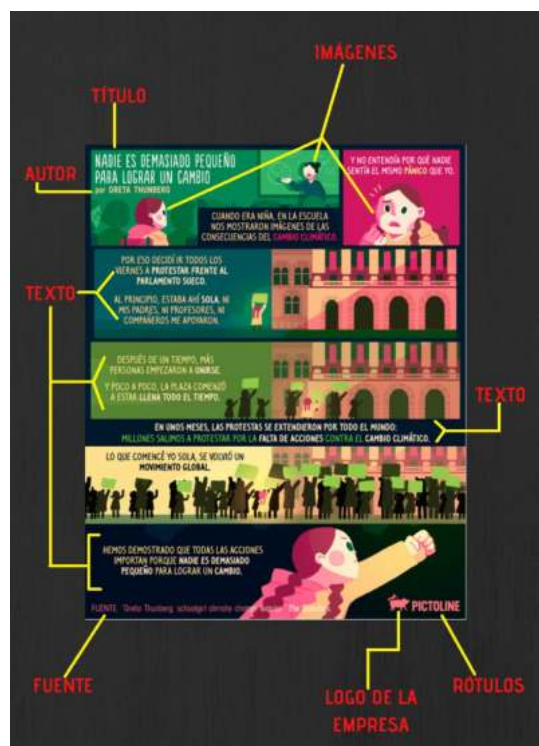 IMÁGENES
TÍTULO
NADIE ES DEMASIADO PEQUEÑO
PARA LOGRAR UN CAMBIO
AUTOR
por GRETA THUNBERG
Y NO ENTENDÍA POR QUÉ NADIE
SENTÍA EL MISMO PÁNICO QUE YO.
CUANDO ERA NIÑA, EN LA ESCUELA
NOS MOSTRARON IMÁGENES DE LAS
CONSECUENCIAS DEL CAMBIO CLIMÁTICO.
POR ESO DECIDÍ IR TODOS LOS
VIERNES A PROTESTAR FRENTE AL
PARLAMENTO SUECO.
TEXTO
AL PRINCIPIO, ESTABA AHÍ SOLA, NI
MIS PADRES, NI PROFESORES, NI
COMPAÑEROS ME APOYARON.
DESPUÉS DE UN TIEMPO, MÁS
PERSONAS EMPEZARON A UNIRSE.
Y POCO A POCO, LA PLAZA COMENZÓ
A ESTAR LLENA TODO EL TIEMPO.
TEXTO
EN UNOS MESES, LAS PROTESTAS SE EXTENDIERON POR TODO EL MUNDO:
MILLONES SALIMOS A PROTESTAR POR LA FALTA DE ACCIONES CONTRA EL CAMBIO CLIMÁTICO.
LO QUE COMENCÉ YO SOLA, SE VOLVIÓ UN
MOVIMIENTO GLOBAL.
HEMOS DEMOSTRADO QUE TODAS LAS ACCIONES
IMPORTAN PORQUE NADIE ES DEMASIADO
PEQUEÑO PARA LOGRAR UN CAMBIO.
FUENTE: "Greta Thunberg, schoolgirl climate change
PICTOLINE
FUENTE
LOGO DE LA
EMPRESA
RÓTULOS